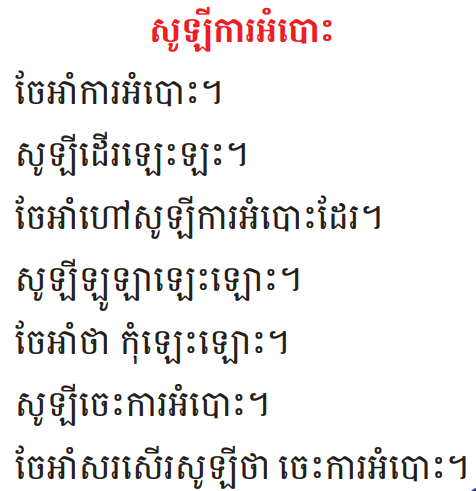 សូឡីការអំបោះ
ចែអាំការអំបោះ។
សូឡីដើរឡេះឡះ។
ចែអាំហៅសូឡីការអំបោះដែរ។
សូឡីឡូឡាឡេះឡោះ។
ចែអាំថា កុំឡេះឡោះ។
សូឡីចេះការអំបោះ។
ចែអាំសរសើរសូឡីថា ចេះការអំបោះ។